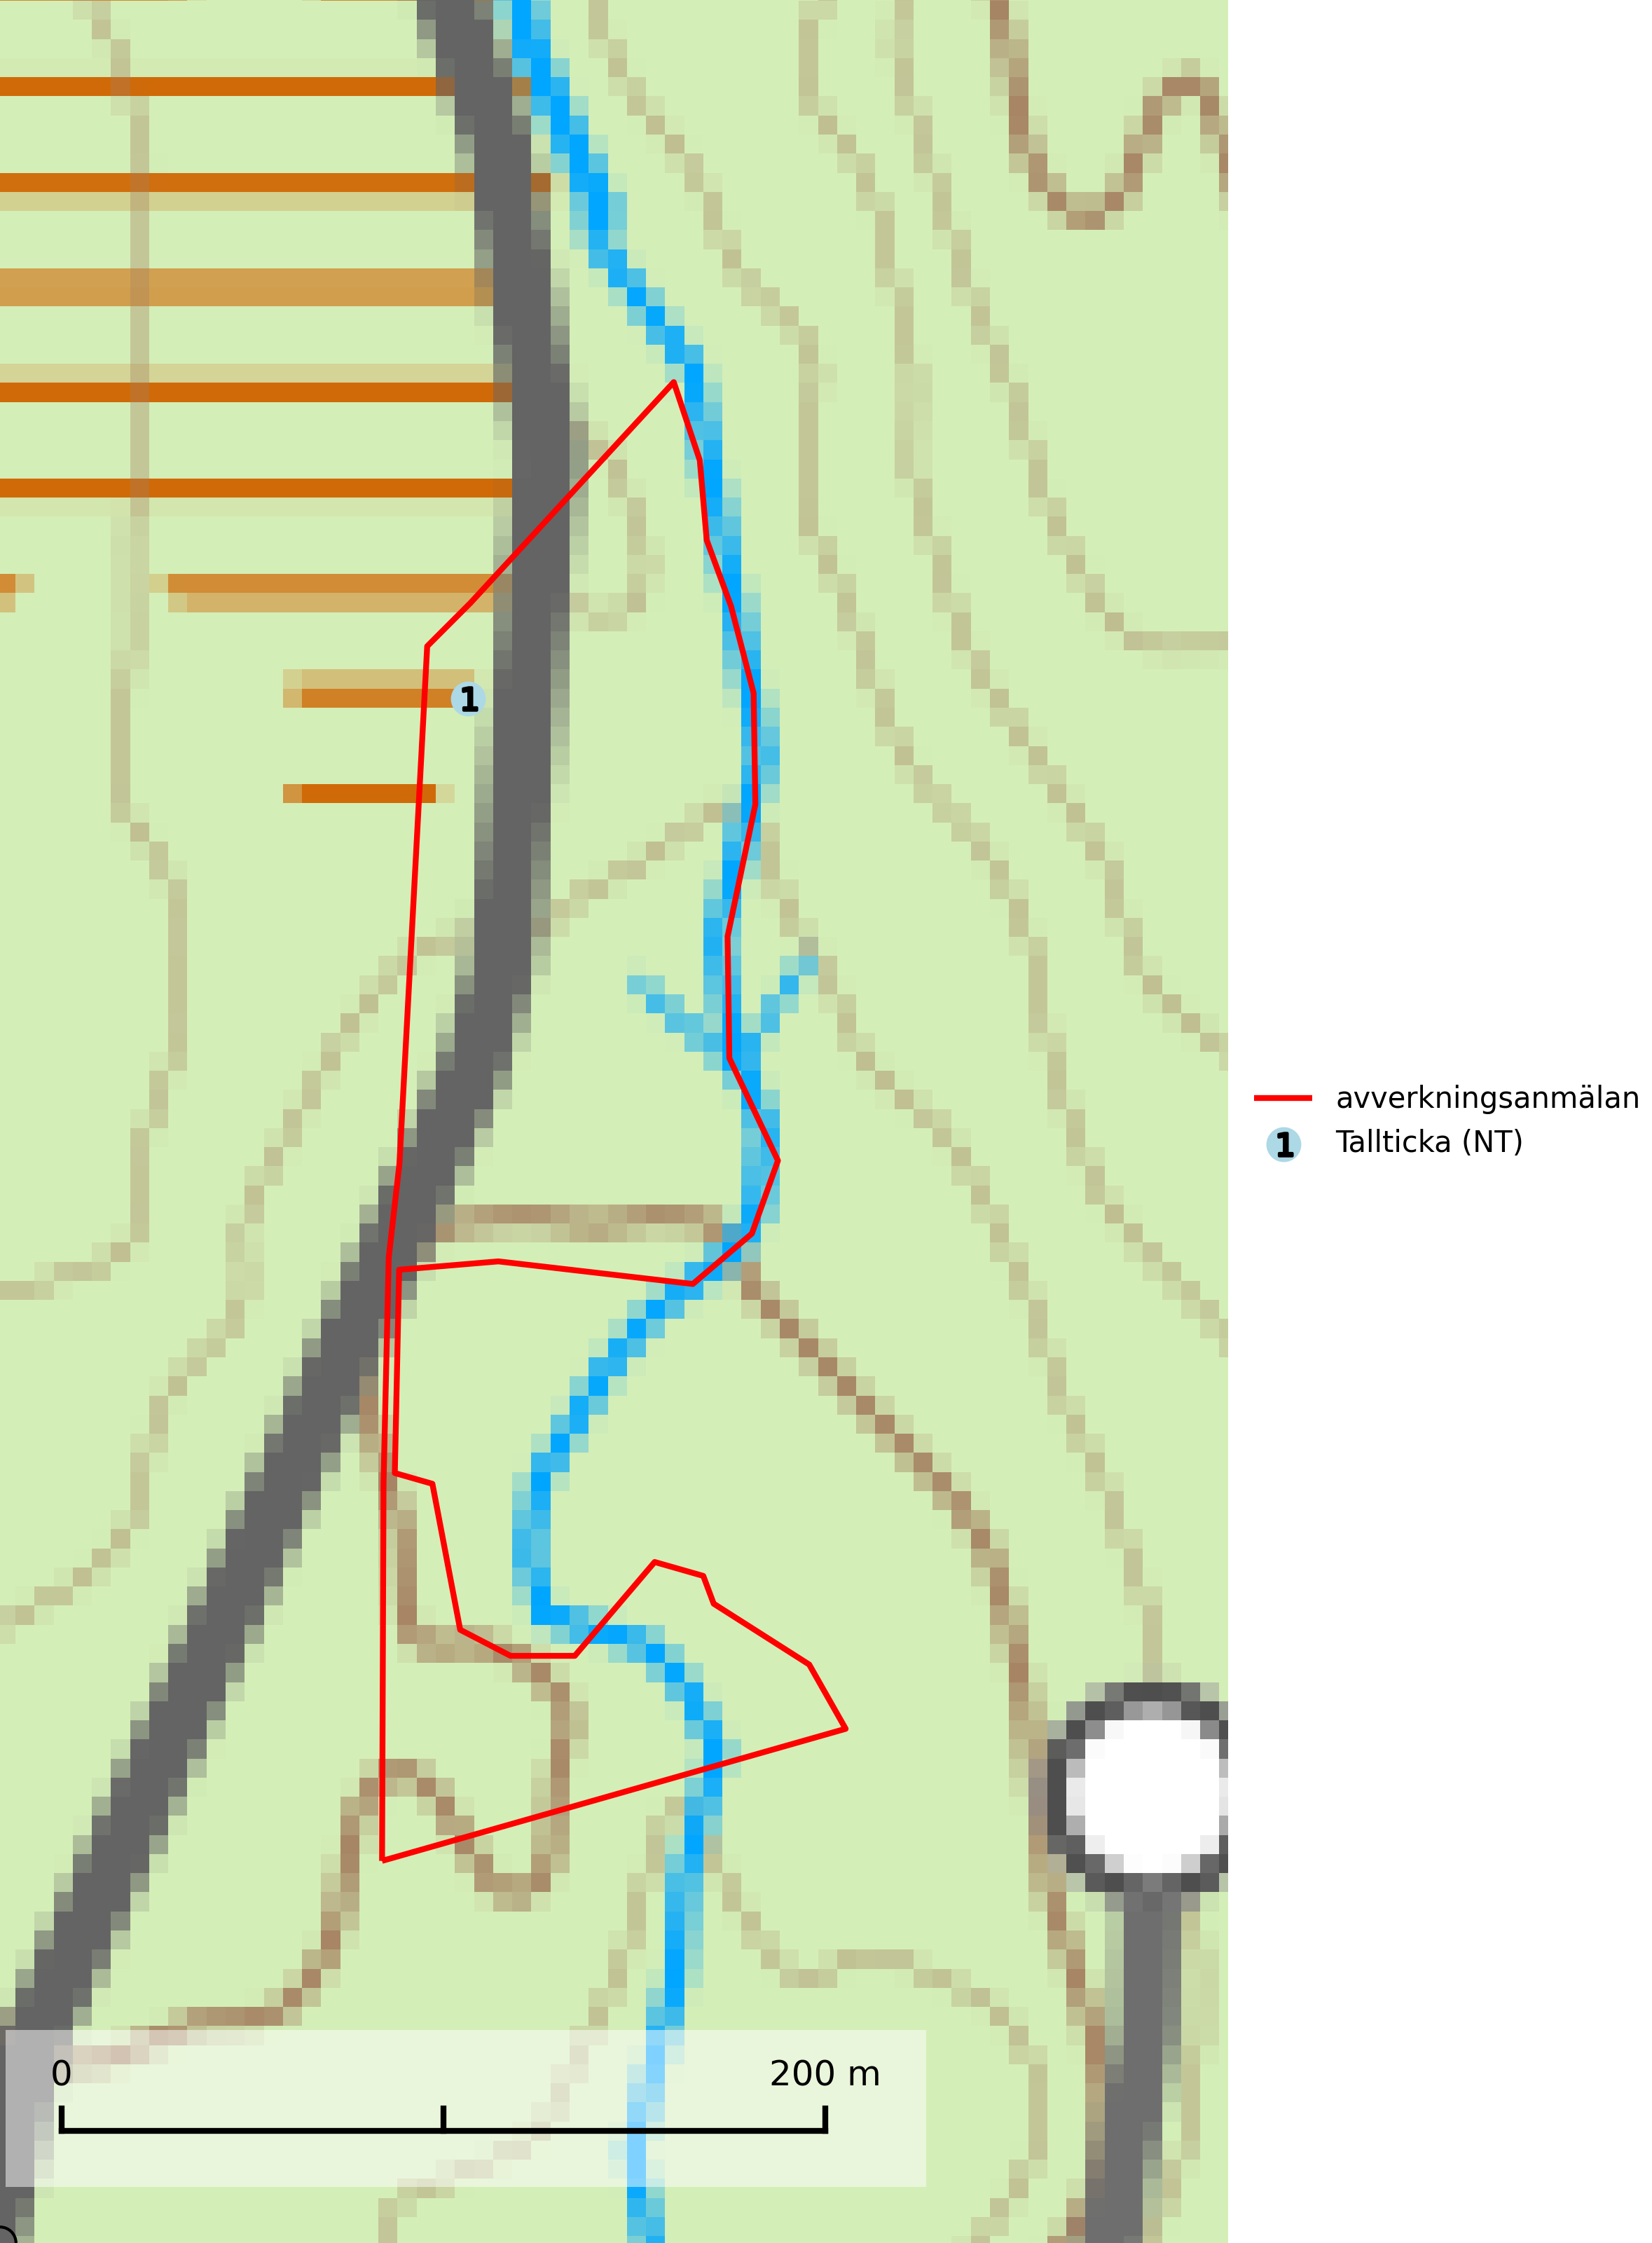 1
avverkningsanmälan
1 Tallticka (NT)
0 200 m